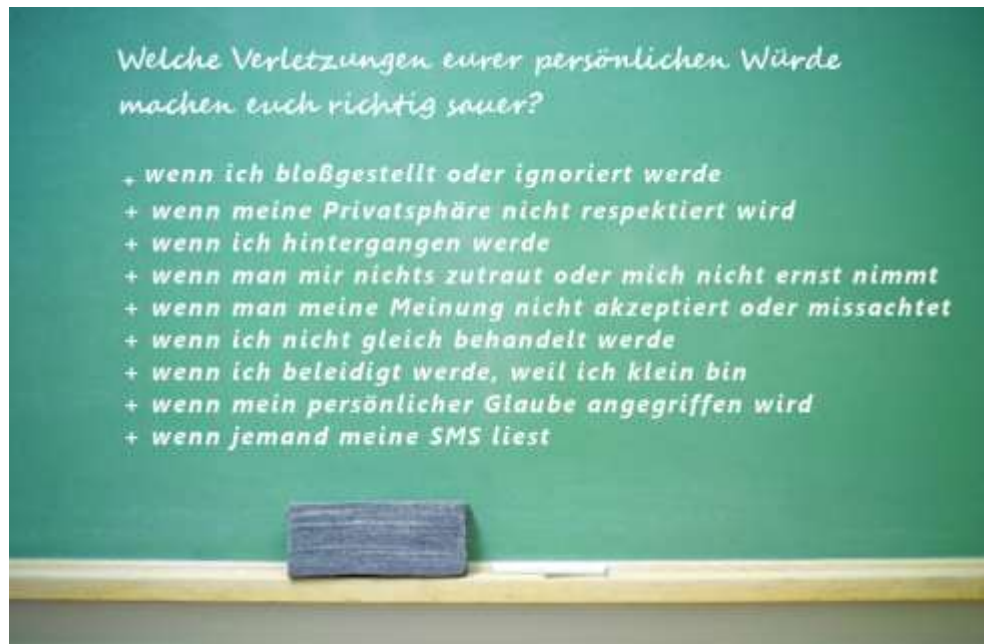 Welche Verletzungen eurer persönlichen Würde
machen euch richtig sauer?
+ wenn ich bloßgestellt oder ignoriert werde
+ wenn meine Privatsphäre nicht respektiert wird
+ wenn ich hintergangen werde
+ wenn man mir nichts zutraut oder mich nicht ernst nimmt
+ wenn man meine Meinung nicht akzeptiert oder missachtet
+ wenn ich nicht gleich behandelt werde
+ wenn ich beleidigt werde, weil ich klein bin
+ wenn mein persönlicher Glaube angegriffen wird
+ wenn jemand meine SMS liest